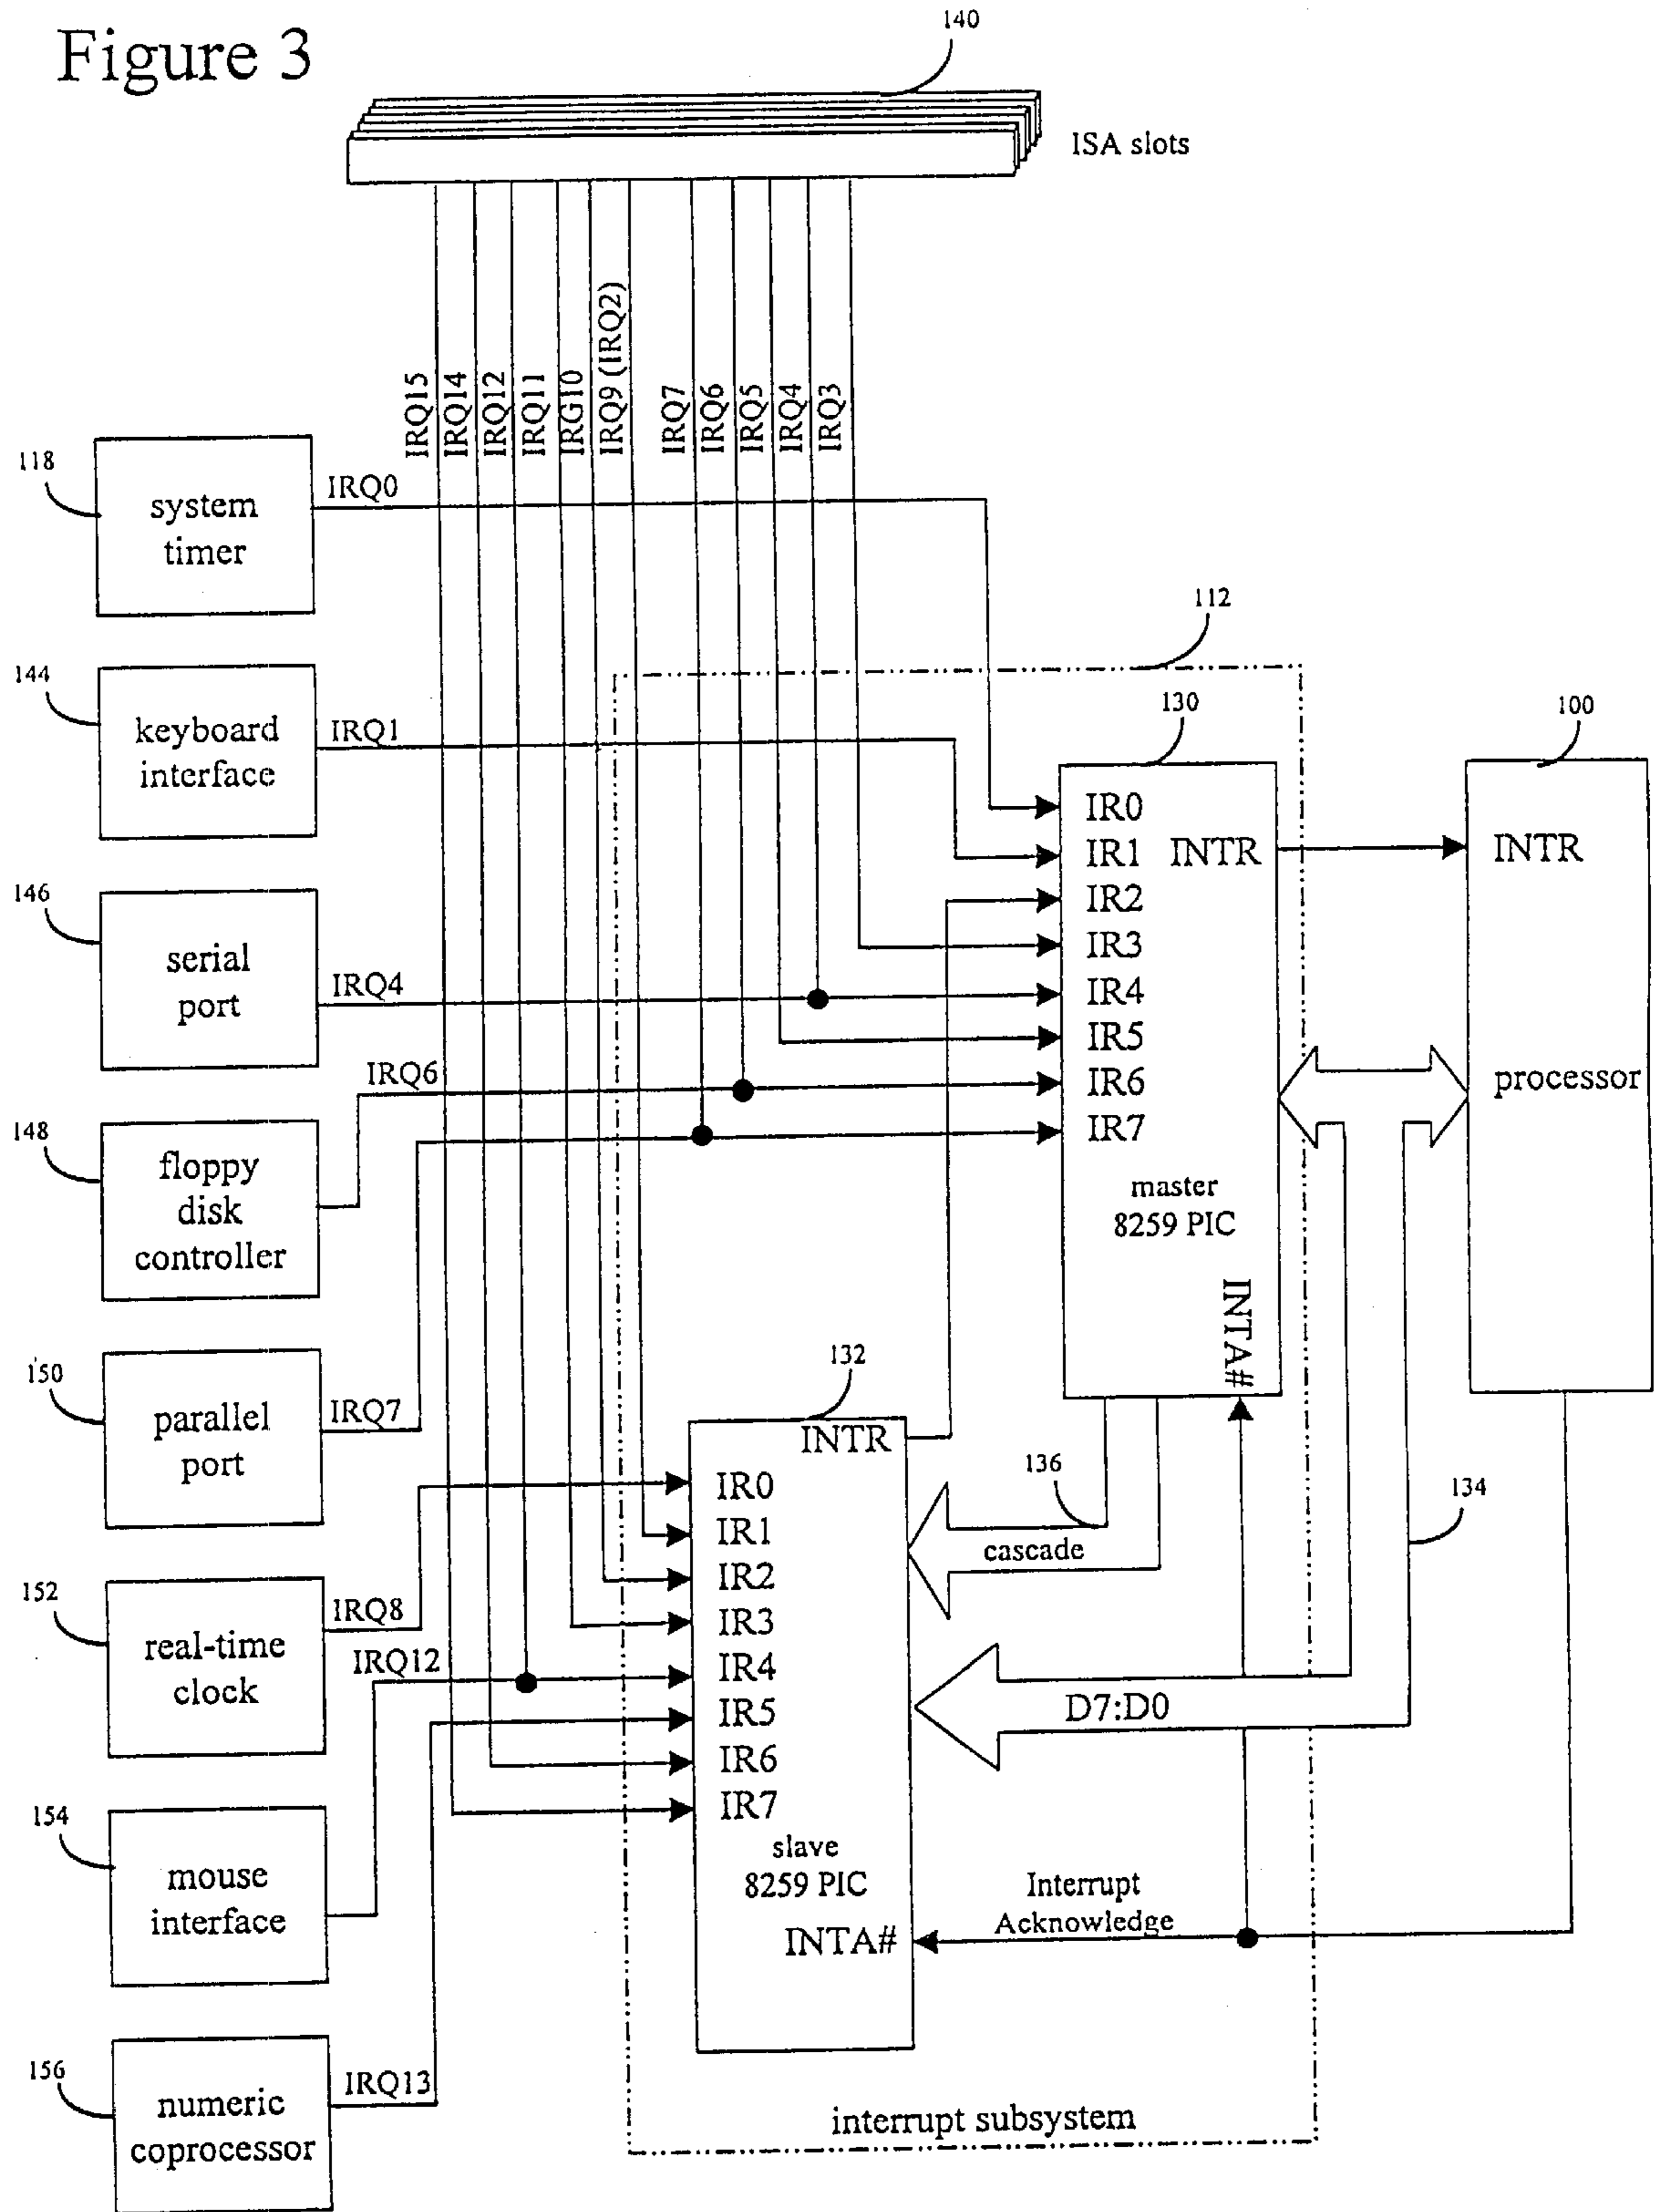 Figure 3
140
ISA slots
IRQ15
IRQ14
IRQ12
IRQ11
IRG10
IRQ9 (IRQ2)
IRQ7
IRQ6
IRQ5
IRQ4
IRQ3
118
system
timer
IRQ0
112
144
keyboard
interface
IRQ1
130
100
IR0
IR1
INTR
IR2
IR3
IR4
IR5
IR6
IR7
master
8259 PIC
INTA#
INTR
processor
146
serial
port
IRQ4
148
floppy
disk
controller
IRQ6
150
parallel
port
IRQ7
132
INTR
IR0
IR1
IR2
IR3
IR4
IR5
IR6
IR7
slave
8259 PIC
INTA#
136
cascade
134
D7:D0
Interrupt
Acknowledge
152
real-time
clock
IRQ8
IRQ12
154
mouse
interface
156
numeric
coprocessor
IRQ13
interrupt subsystem